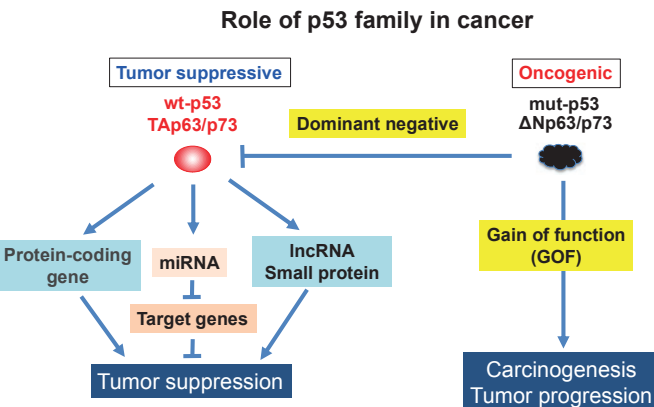 Role of p53 family in cancer
Tumor suppressive
Oncogenic
wt-p53
TAp63/p73
mut-p53
ΔNp63/p73
Dominant negative
Protein-coding
gene
miRNA
lncRNA
Small protein
Gain of function
(GOF)
Target genes
Tumor suppression
Carcinogenesis
Tumor progression